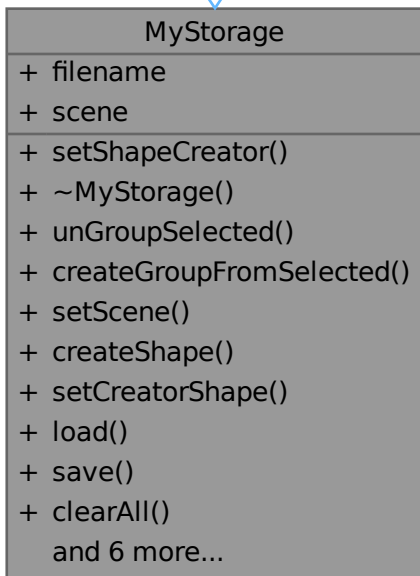 MyStorage
+ filename
+ scene
+ setShapeCreator()
+ ~MyStorage()
+ unGroupSelected()
+ createGroupFromSelected()
+ setScene()
+ createShape()
+ setCreatorShape()
+ load()
+ save()
+ clearAll()
and 6 more...